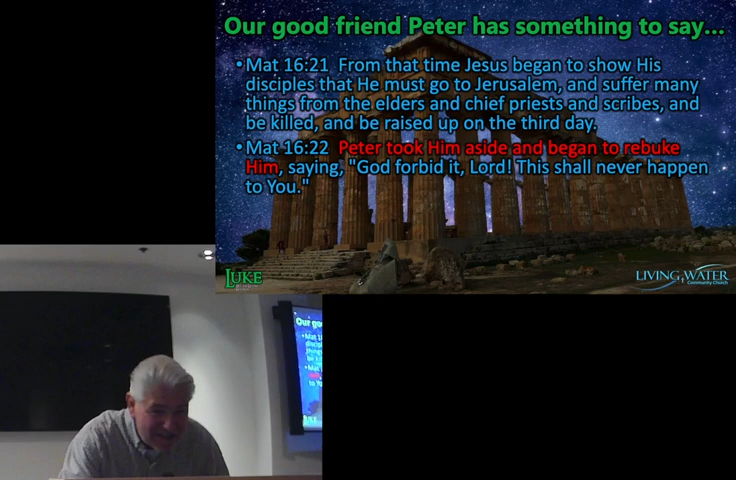 Our good friend Peter has something to say...
•Mat 16:21  From that time Jesus began to show His
disciples that He must go to Jerusalem, and suffer many
things from the elders and chief priests and scribes, and
be killed, and be raised up on the third day.
•Mat 16:22  Peter took Him aside and began to rebuke
Him, saying, "God forbid it, Lord! This shall never happen
to You."
LUKE
LIVING WATER
Community Church
Our go